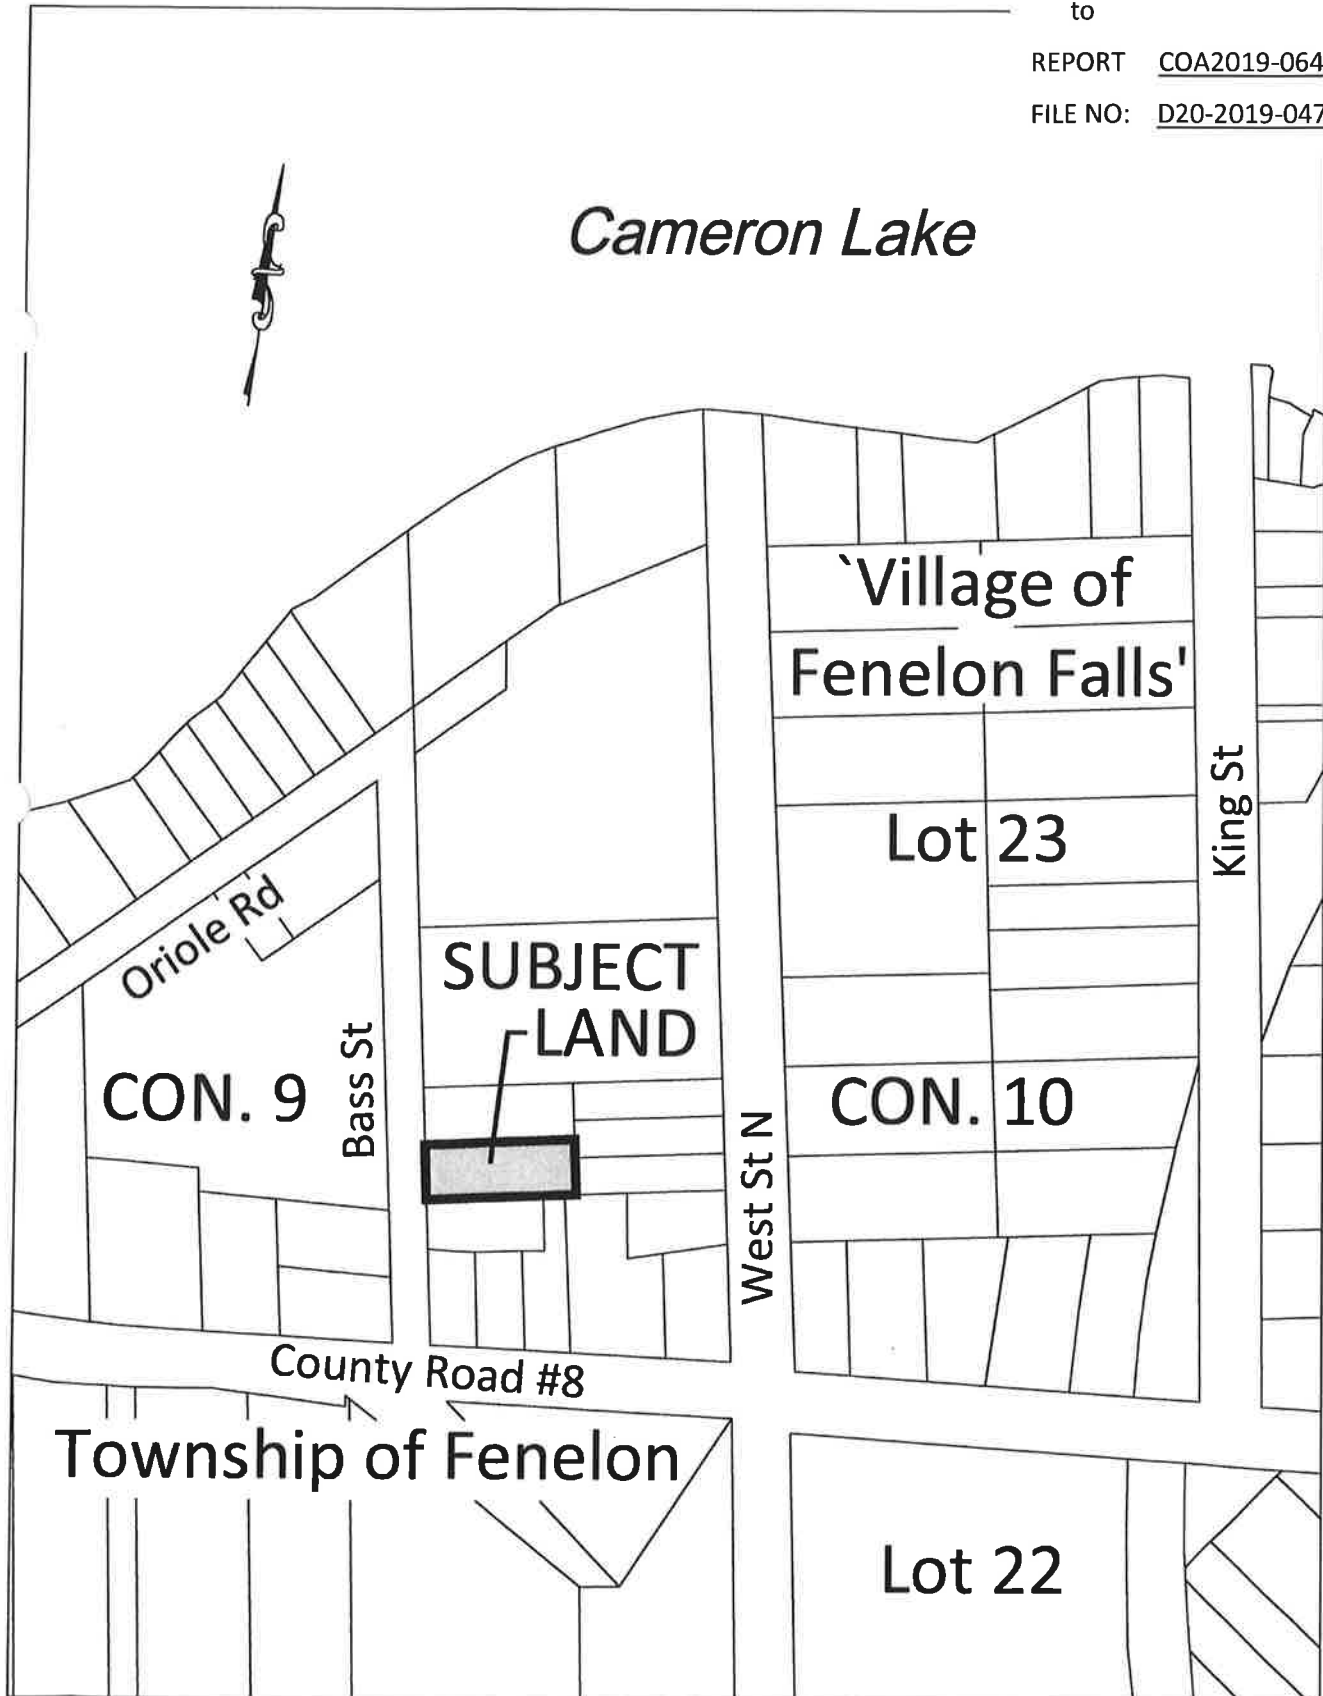 to
REPORT COA2019-064
FILE NO: D20-2019-047
Cameron Lake
`Village of
Fenelon Falls'
King St
Lot 23
Oriole Rd
SUBJECT
LAND
Bass St
CON. 9
CON. 10
West St N
County Road #8
Township of Fenelon
Lot 22